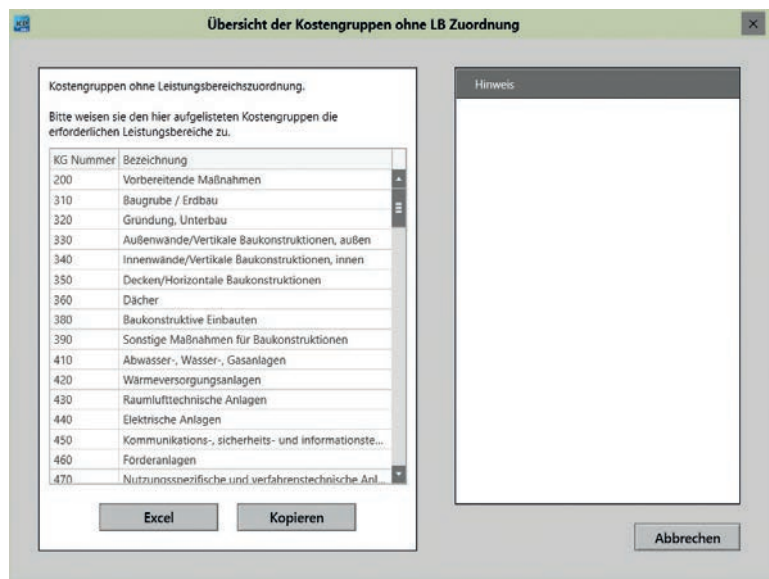 Übersicht der Kostengruppen ohne LB Zuordnung
Kostengruppen ohne Leistungsbereichszuordnung.
Bitte weisen sie den hier aufgelisteten Kostengruppen die
erforderlichen Leistungsbereiche zu.
KG Nummer Bezeichnung
200 Vorbereitende Maßnahmen
310 Baugrube / Erdbau
320 Gründung, Unterbau
330 Außenwände/Vertikale Baukonstruktionen, außen
340 Innenwände/Vertikale Baukonstruktionen, innen
350 Decken/Horizontale Baukonstruktionen
360 Dächer
380 Baukonstruktive Einbauten
390 Sonstige Maßnahmen für Baukonstruktionen
410 Abwasser-, Wasser-, Gasanlagen
420 Wärmeversorgungsanlagen
430 Raumlufttechnische Anlagen
440 Elektrische Anlagen
450 Kommunikations-, sicherheits- und informationste...
460 Förderanlagen
470 Nutzungsspezifische und verfahrenstechnische Anl...
Excel Kopieren
Hinweis
Abbrechen